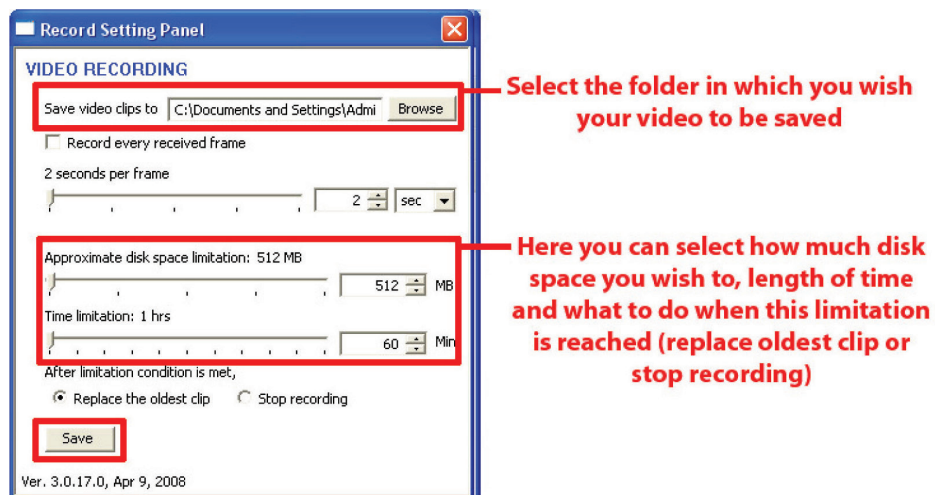 Record Setting Panel
VIDEO RECORDING
Save video clips to C:\Documents and Settings\Admi Browse
Record every received frame
2 seconds per frame
2 sec
Approximate disk space limitation: 512 MB
512 MB
Time limitation: 1 hrs
60 Min
After limitation condition is met,
Replace the oldest clip Stop recording
Save
Ver. 3.0.17.0, Apr 9, 2008
Select the folder in which you wish
your video to be saved
Here you can select how much disk
space you wish to, length of time
and what to do when this limitation
is reached (replace oldest clip or
stop recording)